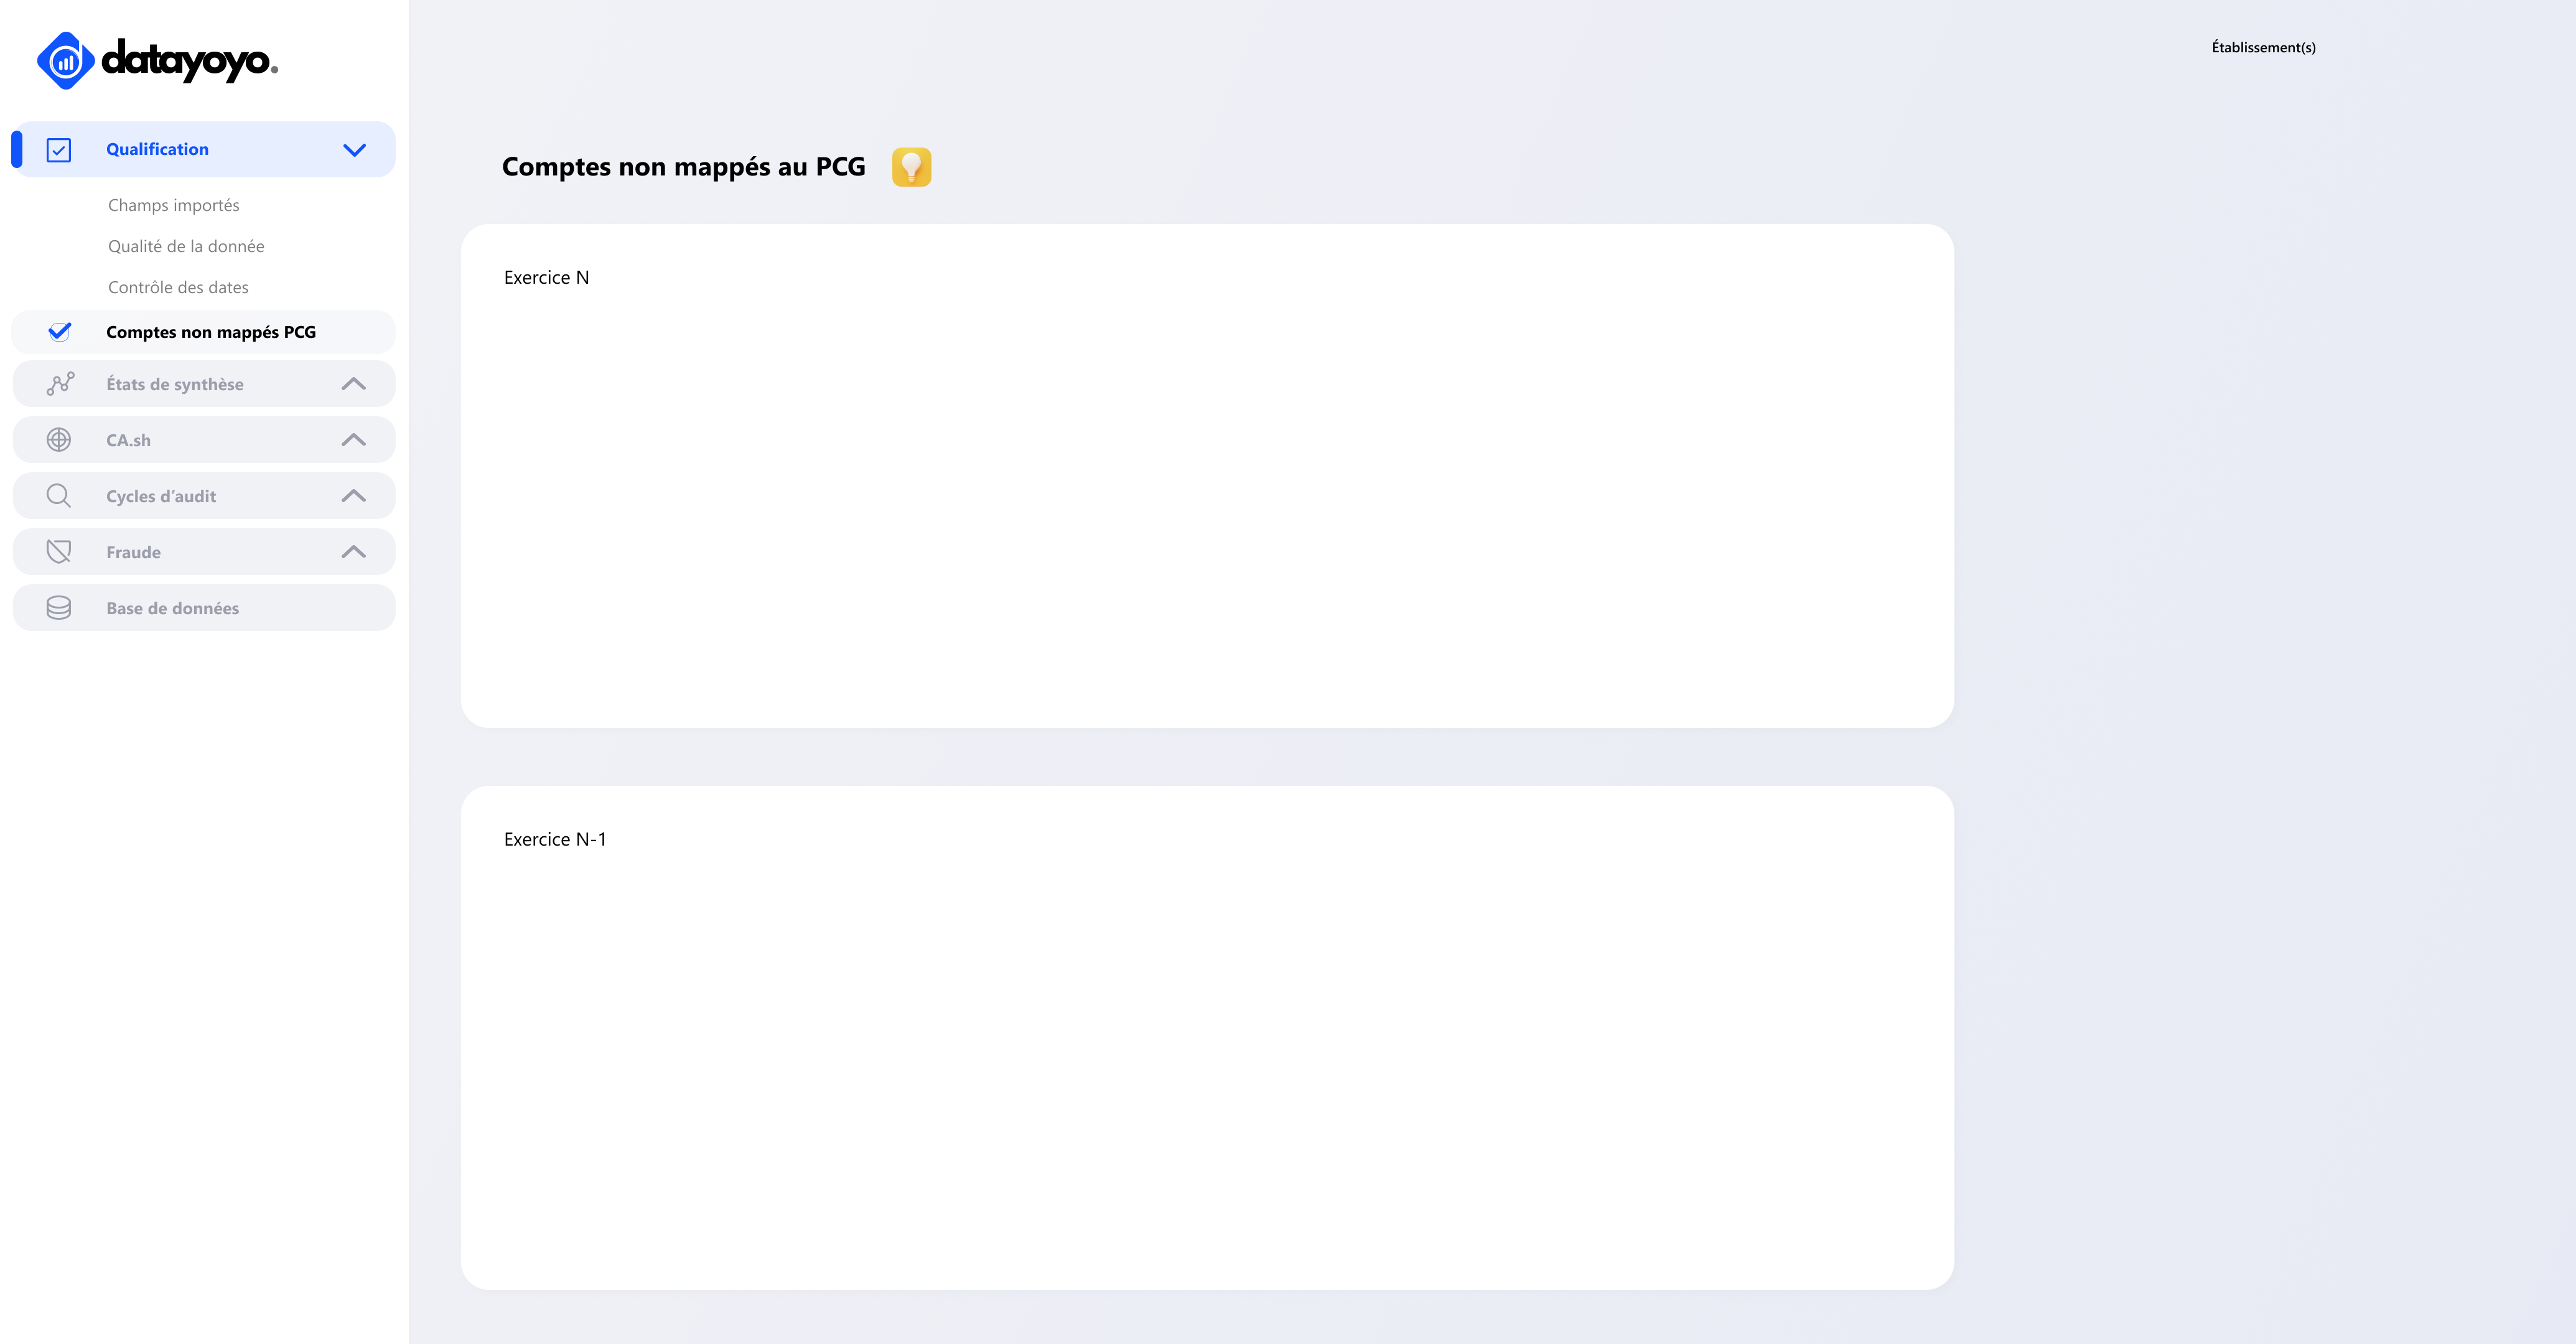 datayoyo.
Établissement(s)
Qualification
Champs importés
Qualité de la donnée
Contrôle des dates
Comptes non mappés PCG
États de synthèse
CA.sh
Cycles d’audit
Fraude
Base de données
Comptes non mappés au PCG
Exercice N
Exercice N-1